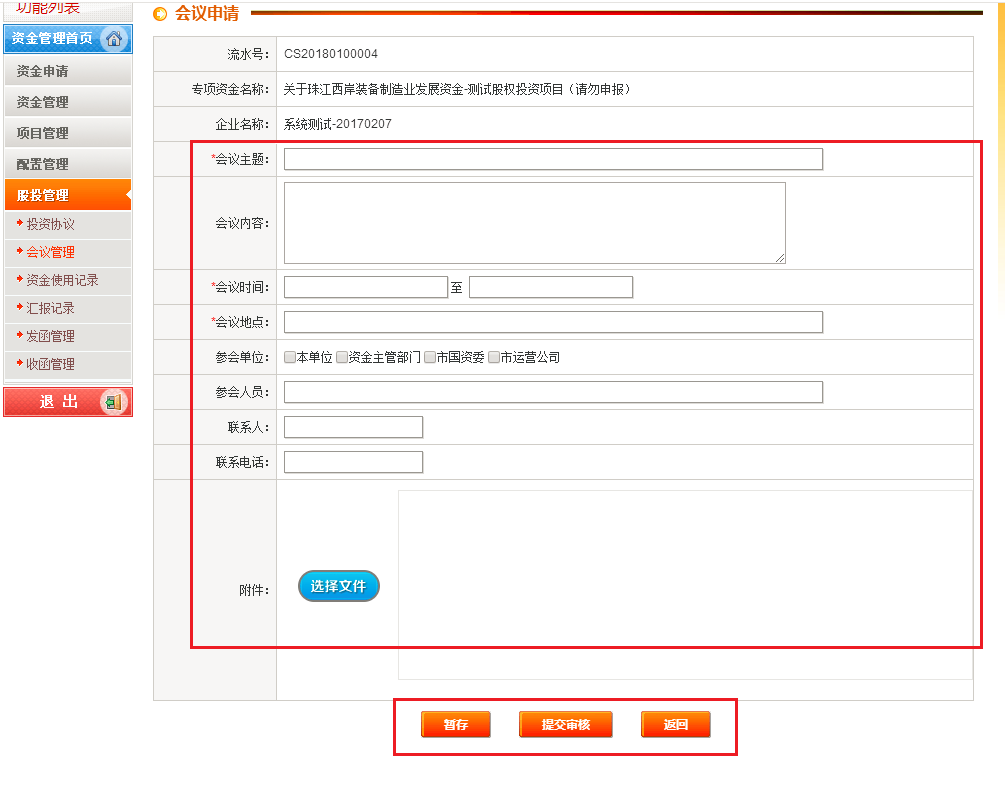 功能列表
资金管理首页
资金申请
资金管理
项目管理
配置管理
股投管理
投资协议
会议管理
资金使用记录
汇报记录
发函管理
收函管理
退 出
会议申请
流水号： CS20180100004
专项资金名称： 关于珠江西岸装备制造业发展资金-测试股权投资项目（请勿申报）
企业名称： 系统测试-20170207
*会议主题：
会议内容：
*会议时间： 至
*会议地点：
参会单位： 本单位 资金主管部门 市国资委 市运营公司
参会人员：
联系人：
联系电话：
附件： 选择文件
暂存 提交审核 返回